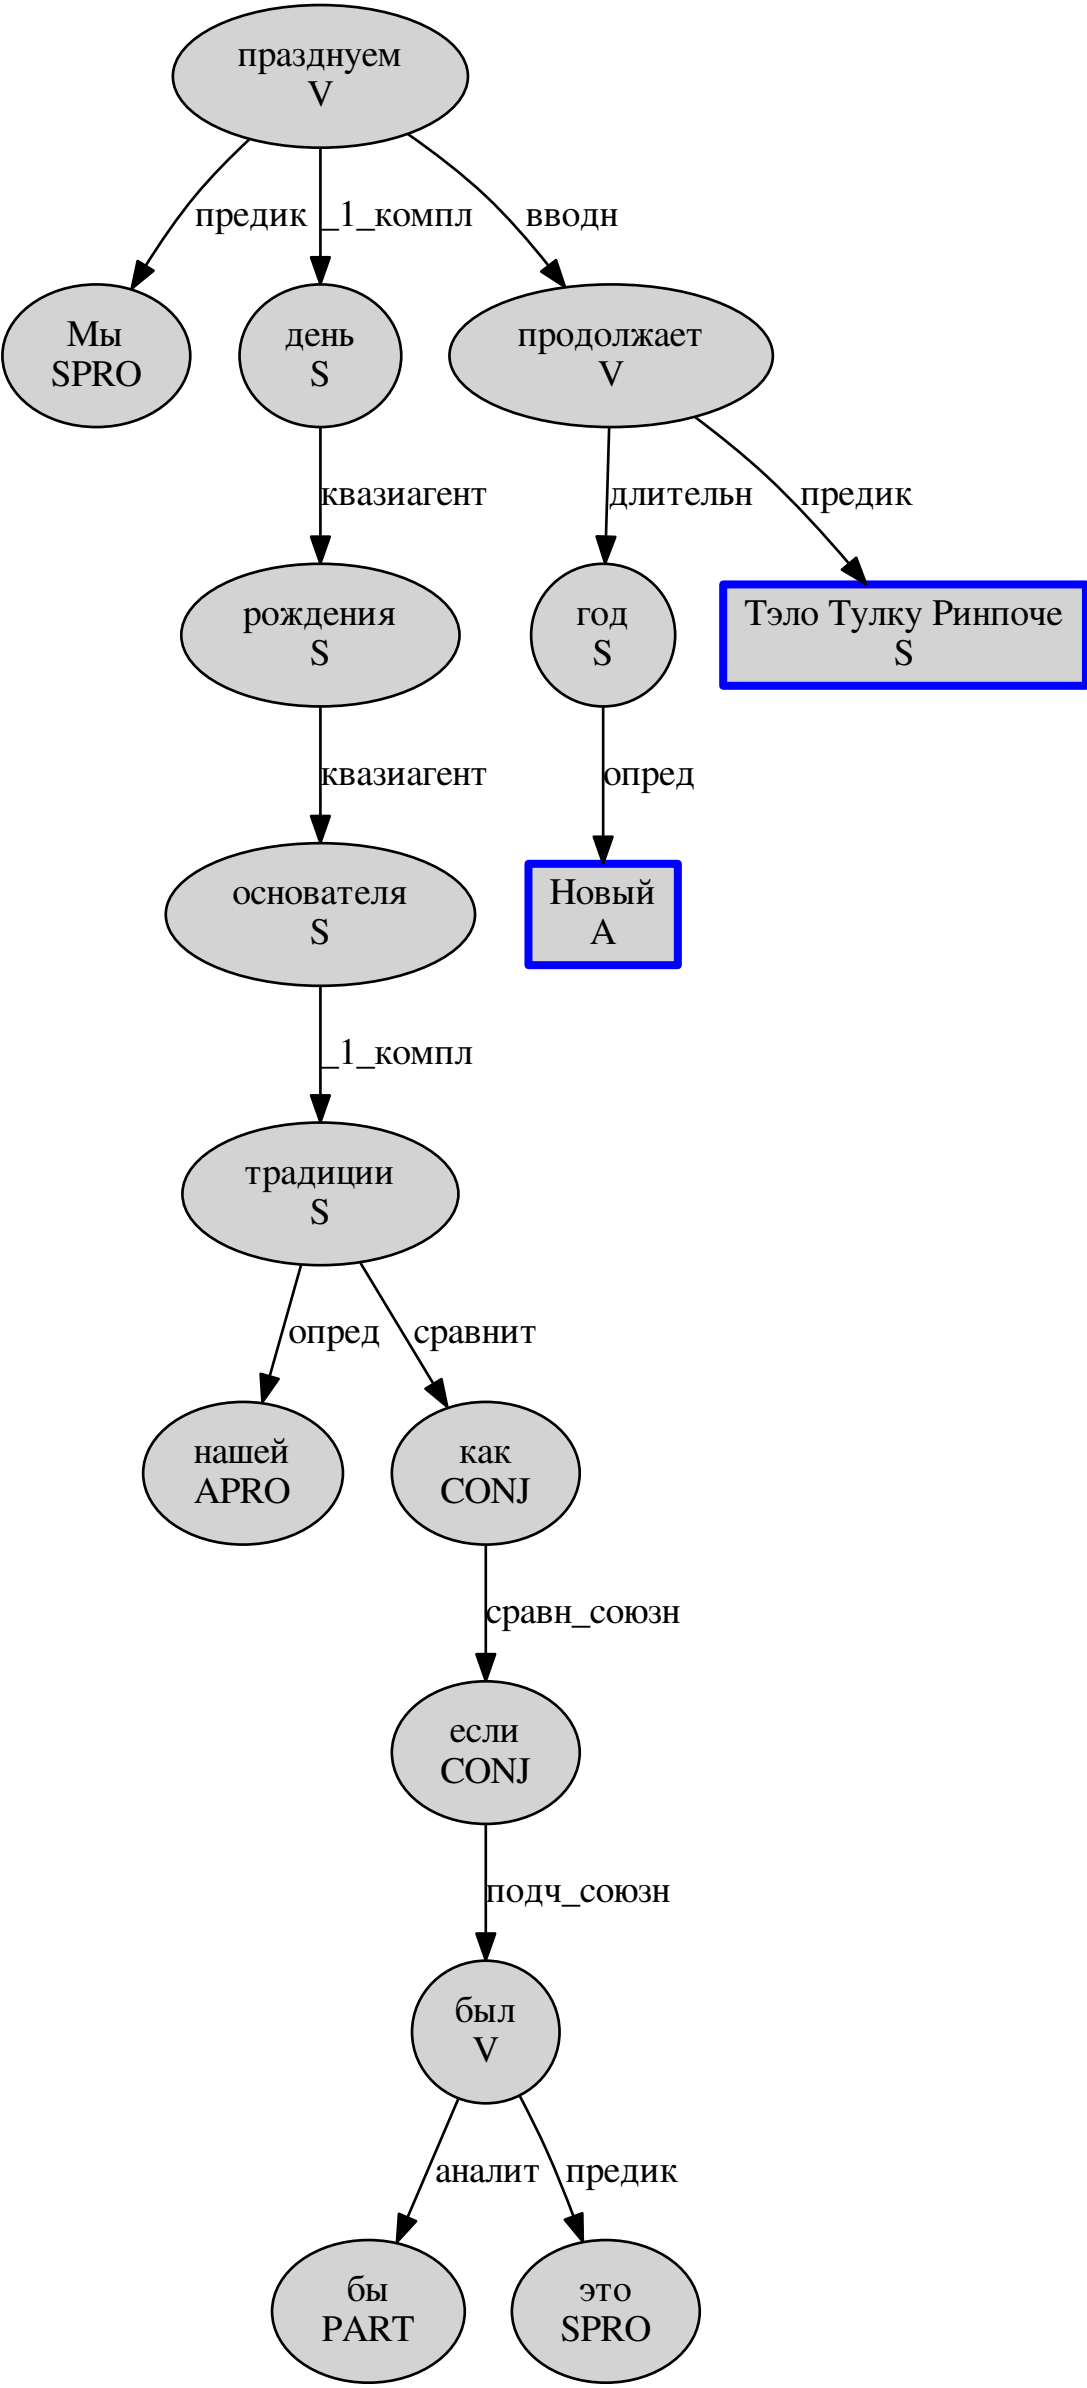 празднуем
V
предик
_1_компл
вводн
Мы
SPRO
день
S
продолжает
V
квазиагент
длительн
предик
рождения
S
год
S
Тэло Тулку Ринпоче
S
квазиагент
опред
основателя
S
Новый
A
_1_компл
традиции
S
опред
сравнит
нашей
APRO
как
CONJ
сравн_союзн
если
CONJ
подч_союзн
был
V
аналит
предик
бы
PART
это
SPRO